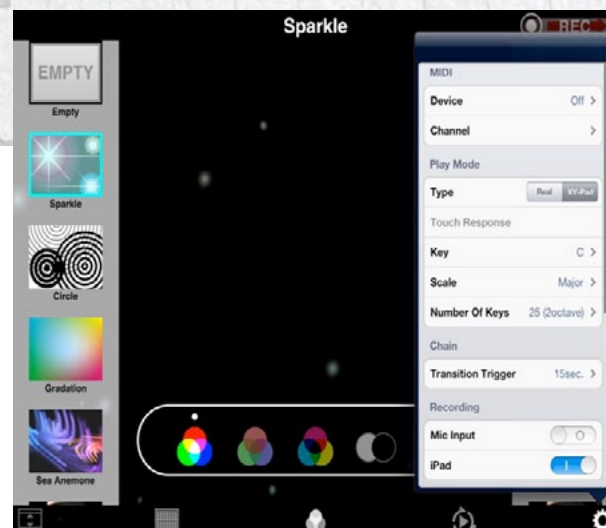 Sparkle
REC
EMPTY
Empty
Sparkle
Circle
Gradation
Sea Anemone
MIDI
Device Off
Channel
Play Mode
Type Real XY-Pad
Touch Response
Key C
Scale Major
Number Of Keys 25 (2octave)
Chain
Transition Trigger 15sec.
Recording
Mic Input
iPad